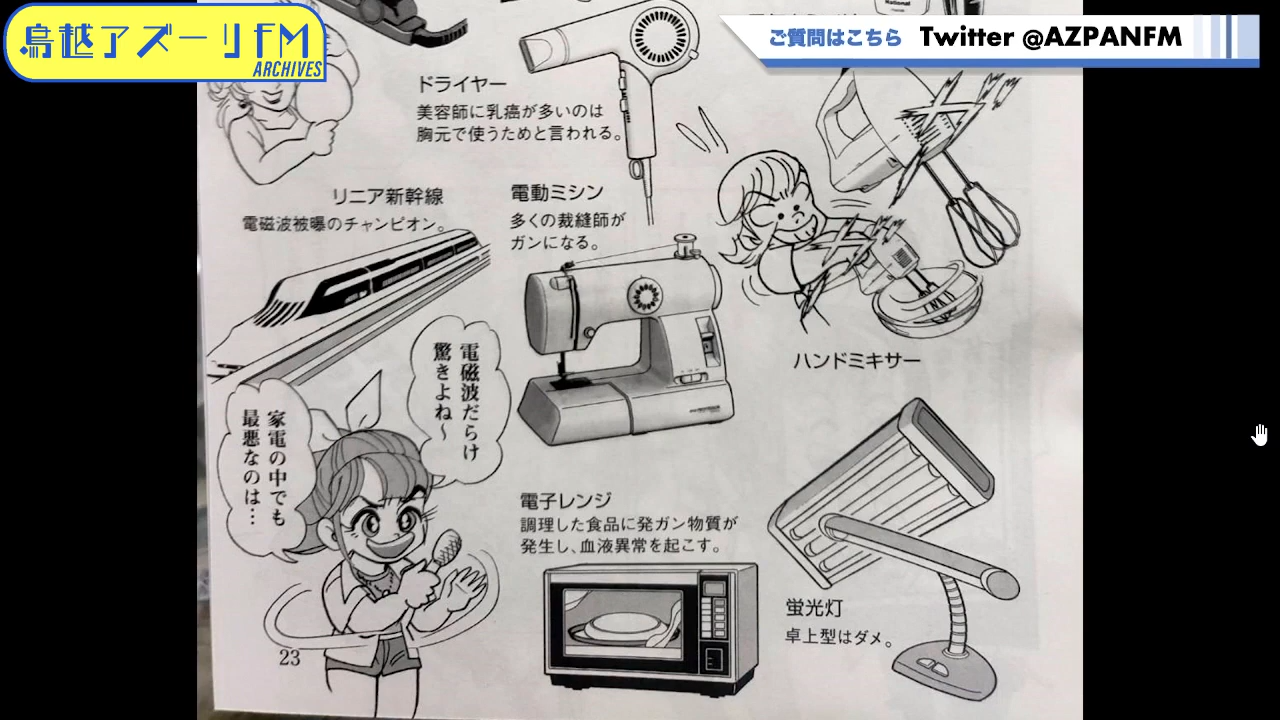 鳥越アズーリFM
ARCHIVES
ご質問はこちら Twitter @AZPANFM
National
ドライヤー
美容師に乳癌が多いのは
胸元で使うためと言われる。
リニア新幹線
電磁波被曝のチャンピオン。
電動ミシン
多くの裁縫師が
ガンになる。
ハンドミキサー
電磁波だらけ
驚きよね～
家電の中でも
最悪なのは…
電子レンジ
調理した食品に発ガン物質が
発生し、血液異常を起こす。
蛍光灯
卓上型はダメ。
23